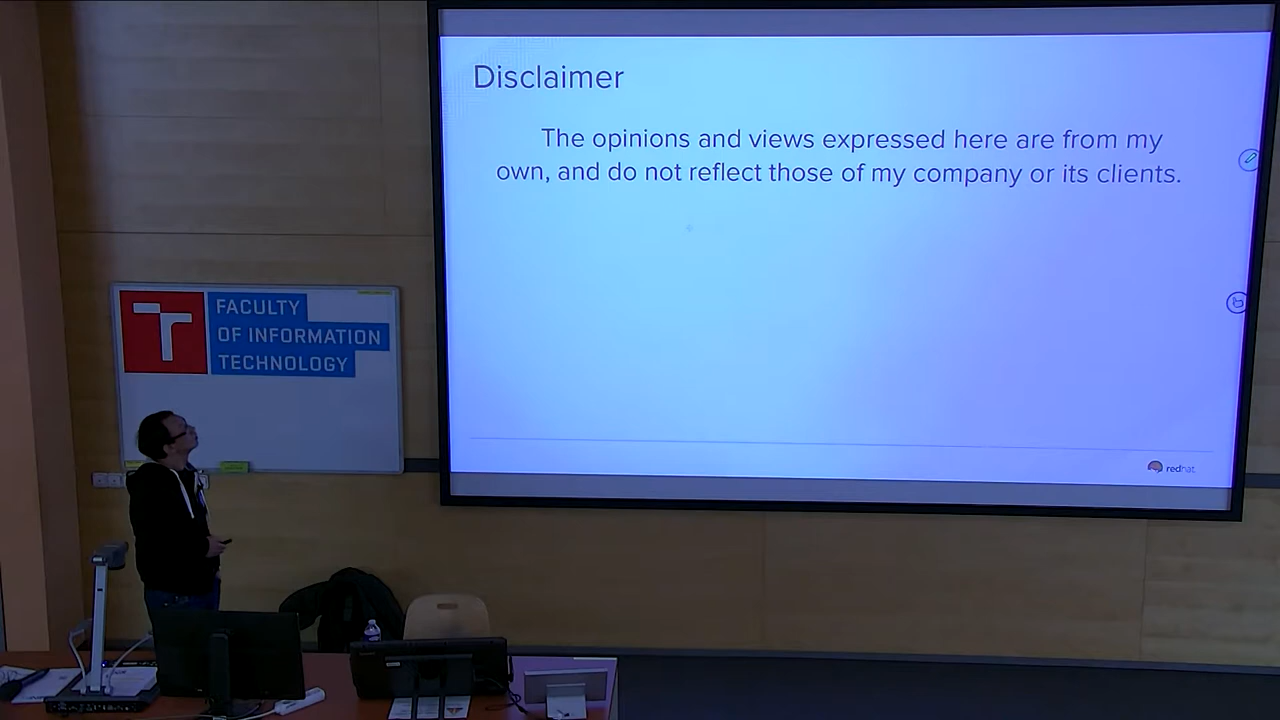 Disclaimer
The opinions and views expressed here are from my
own, and do not reflect those of my company or its clients.
redhat.
FACULTY
OF INFORMATION
TECHNOLOGY